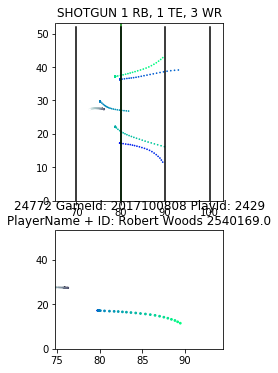 SHOTGUN 1 RB, 1 TE, 3 WR
50
40
30
20
10
0
70 80 90 100
24772 GameId: 2017100808 PlayId: 2429
PlayerName + ID: Robert Woods 2540169.0
40
20
0
75 80 85 90